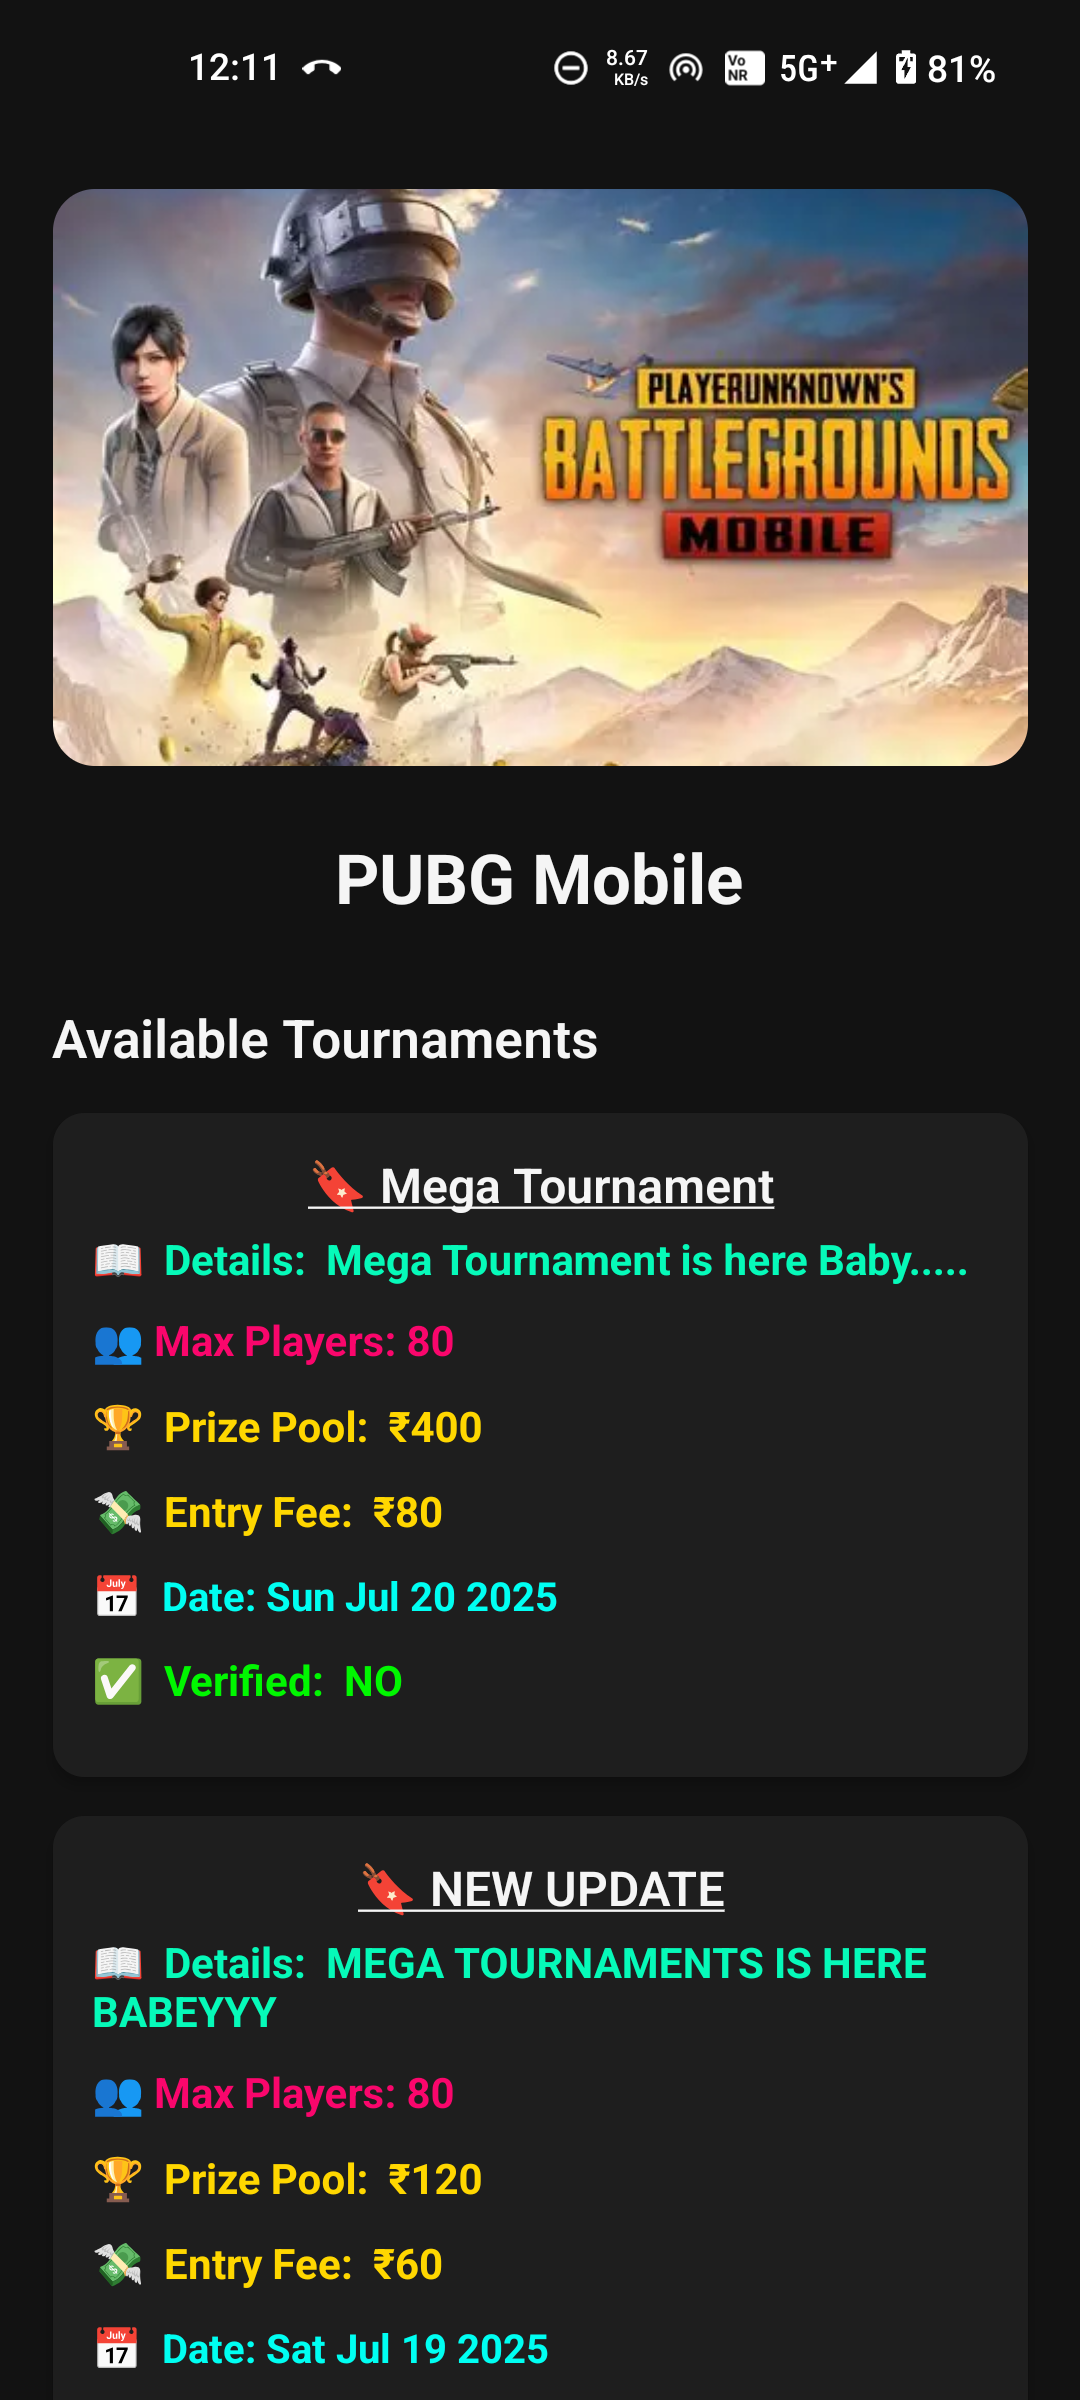 12:11 8.67 KB/s Vo NR 5G+ 81%
PLAYERUNKNOWN'S
BATTLEGROUNDS
MOBILE
PUBG Mobile
Available Tournaments
🔖 Mega Tournament
📖 Details: Mega Tournament is here Baby.....
👥 Max Players: 80
🏆 Prize Pool: ₹400
💸 Entry Fee: ₹80
📅 Date: Sun Jul 20 2025
✅ Verified: NO
🔖 NEW UPDATE
📖 Details: MEGA TOURNAMENTS IS HERE
BABEYYY
👥 Max Players: 80
🏆 Prize Pool: ₹120
💸 Entry Fee: ₹60
📅 Date: Sat Jul 19 2025